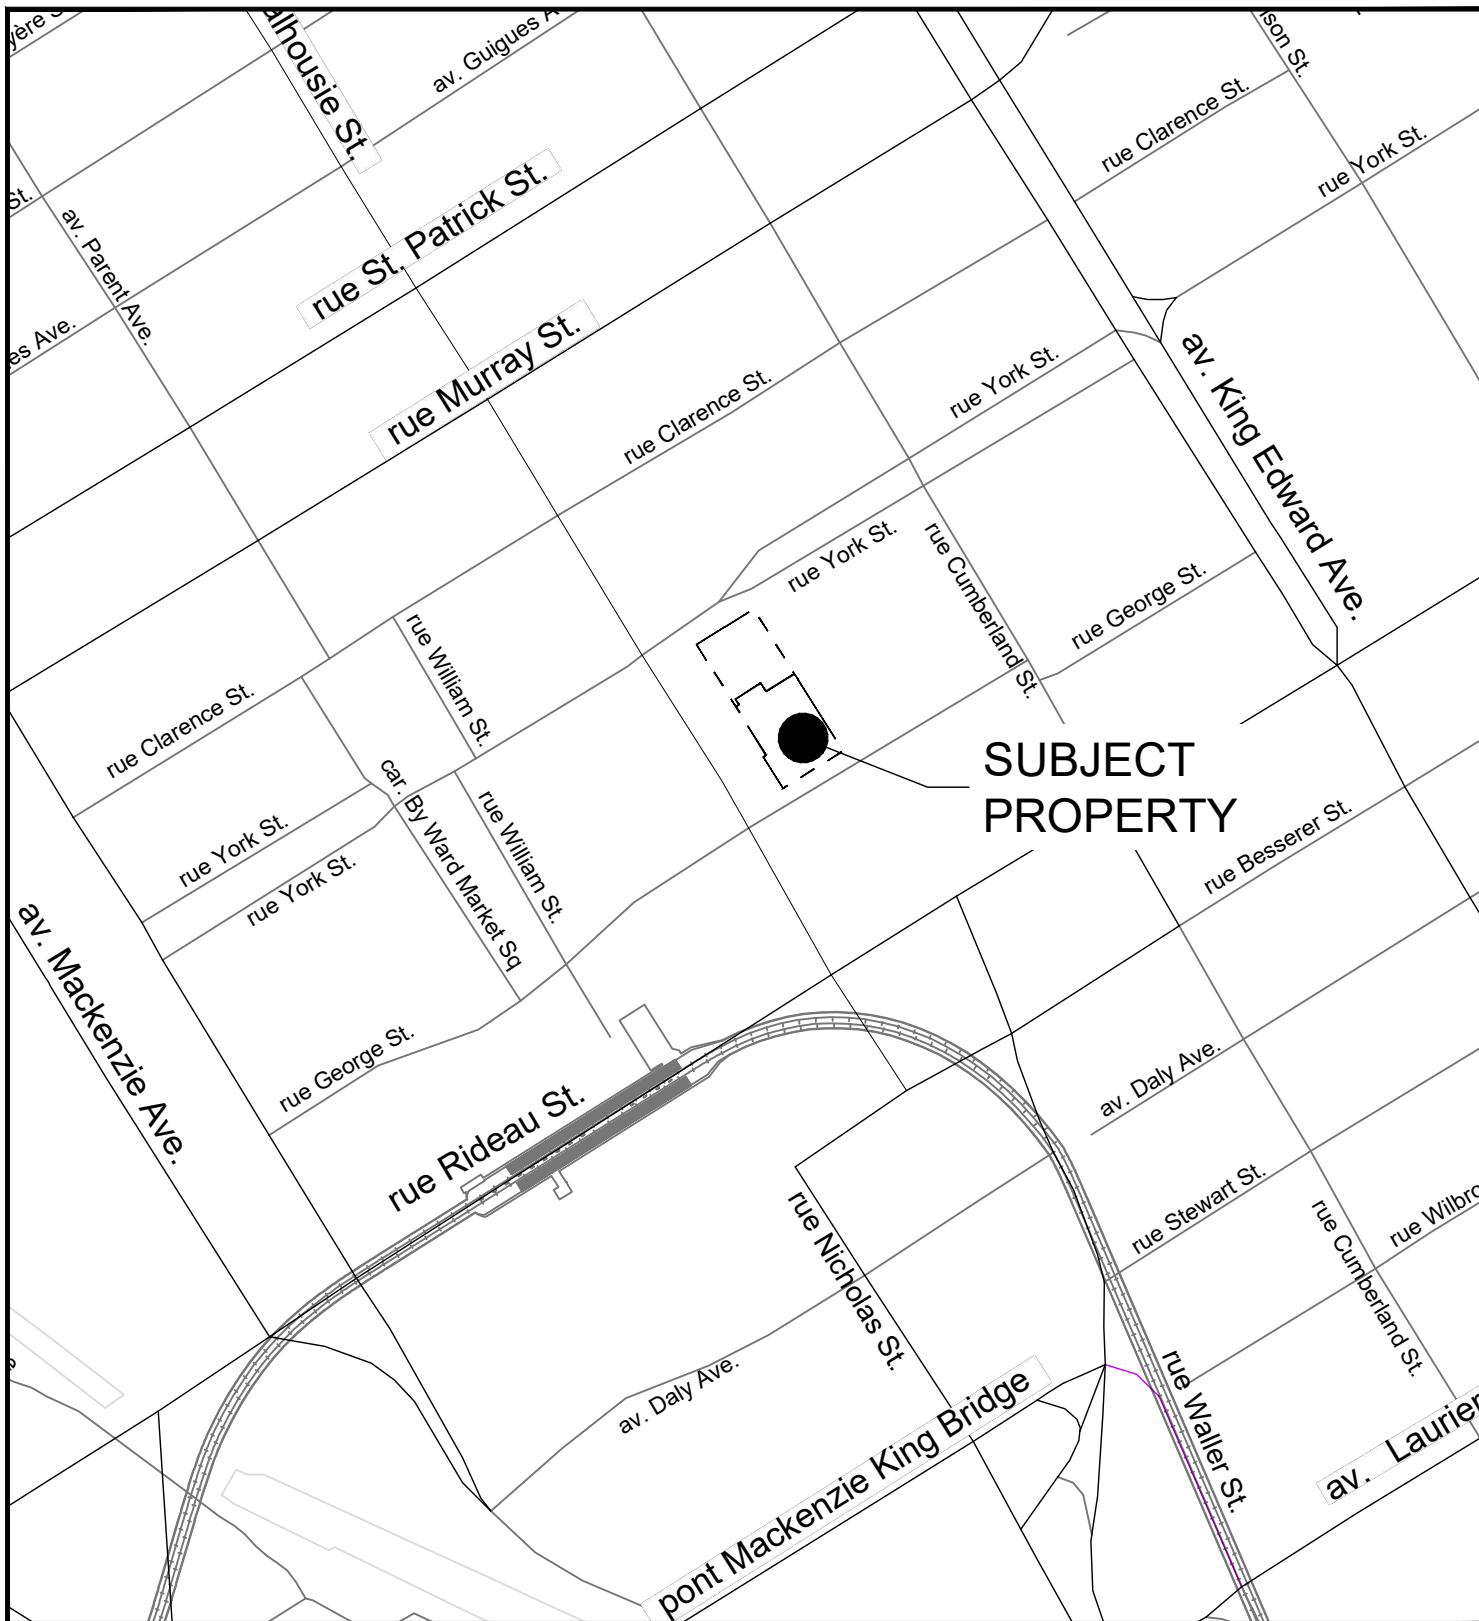 alhousie St.
av. Guigues A
rue Clarence St.
rue York St.
St.
av. Parent Ave.
rue St. Patrick St.
rue Murray St.
es Ave.
rue Clarence St.
rue York St.
av. King Edward Ave.
rue York St.
rue Cumberland St.
rue George St.
rue William St.
rue Clarence St.
SUBJECT
PROPERTY
car. By Ward Market Sq
rue William St.
rue York St.
rue York St.
rue Besserer St.
av. Mackenzie Ave.
rue George St.
rue Rideau St.
av. Daly Ave.
rue Stewart St.
rue Wilbro
rue Nicholas St.
rue Cumberland St.
av. Daly Ave.
pont Mackenzie King Bridge
rue Waller St.
av. Laurier
son St.
yère S